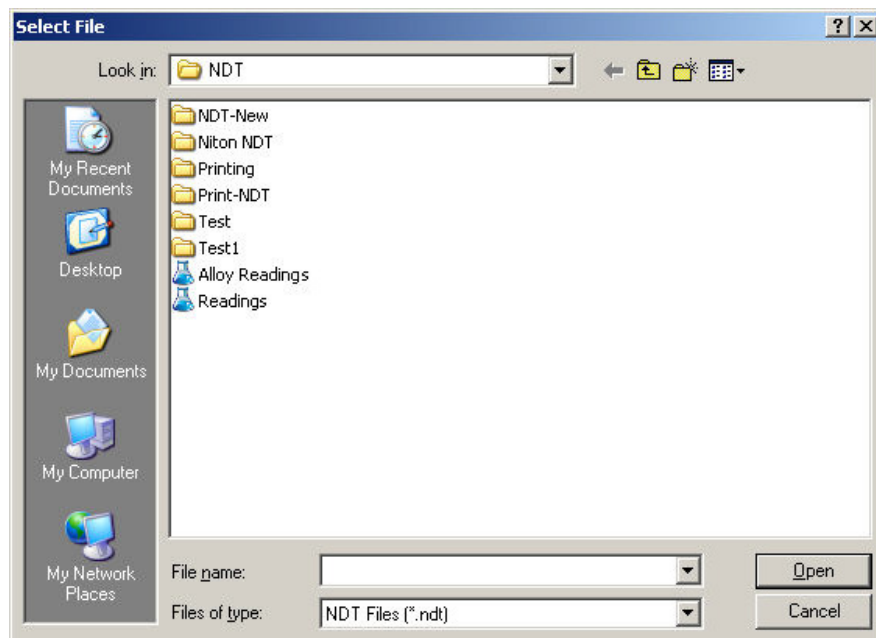 Select File
Look in:
NDT
My Recent
Documents
Desktop
My Documents
My Computer
My Network
Places
NDT-New
Niton NDT
Printing
Print-NDT
Test
Test1
Alloy Readings
Readings
File name:
Open
Files of type:
NDT Files (*.ndt)
Cancel